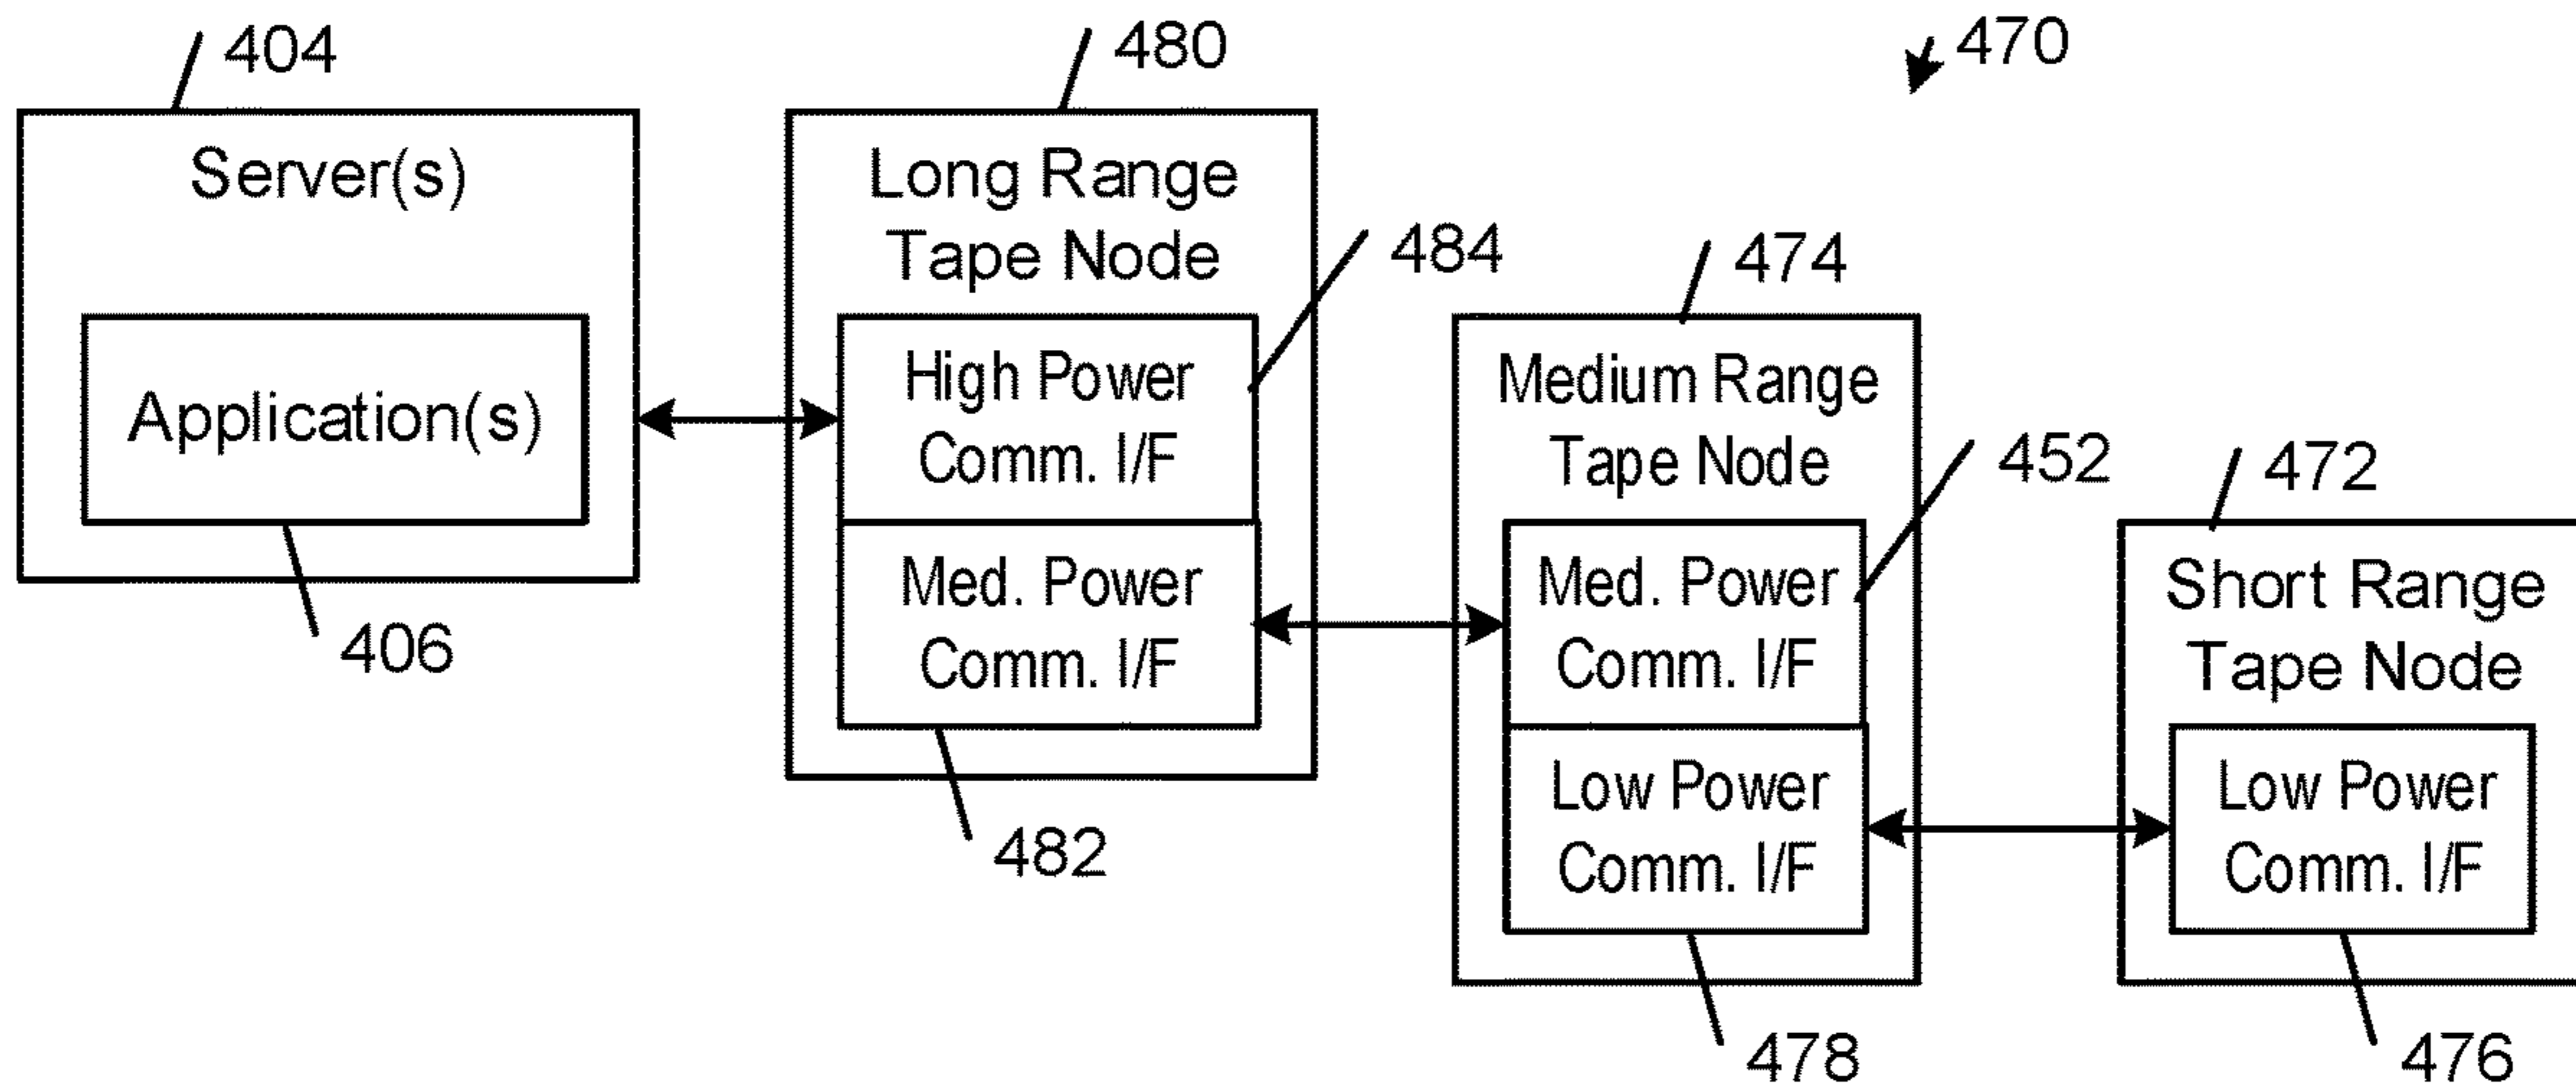 404
480
470
Server(s)
Long Range
Tape Node
484
474
High Power
Comm. I/F
Application(s)
Medium Range
Tape Node
452
472
Med. Power
Comm. I/F
406
Med. Power
Comm. I/F
Short Range
Tape Node
482
Low Power
Comm. I/F
Low Power
Comm. I/F
478
476